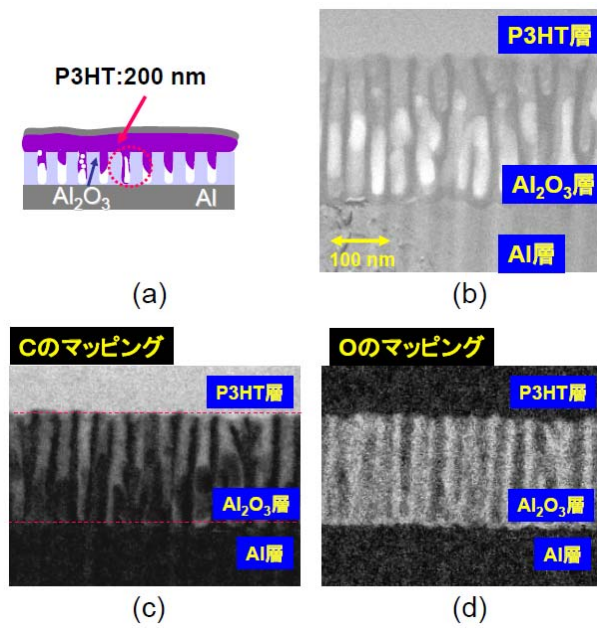 (a)
P3HT:200 nm
Al₂O₃
Al
(b)
P3HT層
Al₂O₃層
Al層
100 nm
Cのマッピング
P3HT層
Al₂O₃層
Al層
(c)
Oのマッピング
P3HT層
Al₂O₃層
Al層
(d)